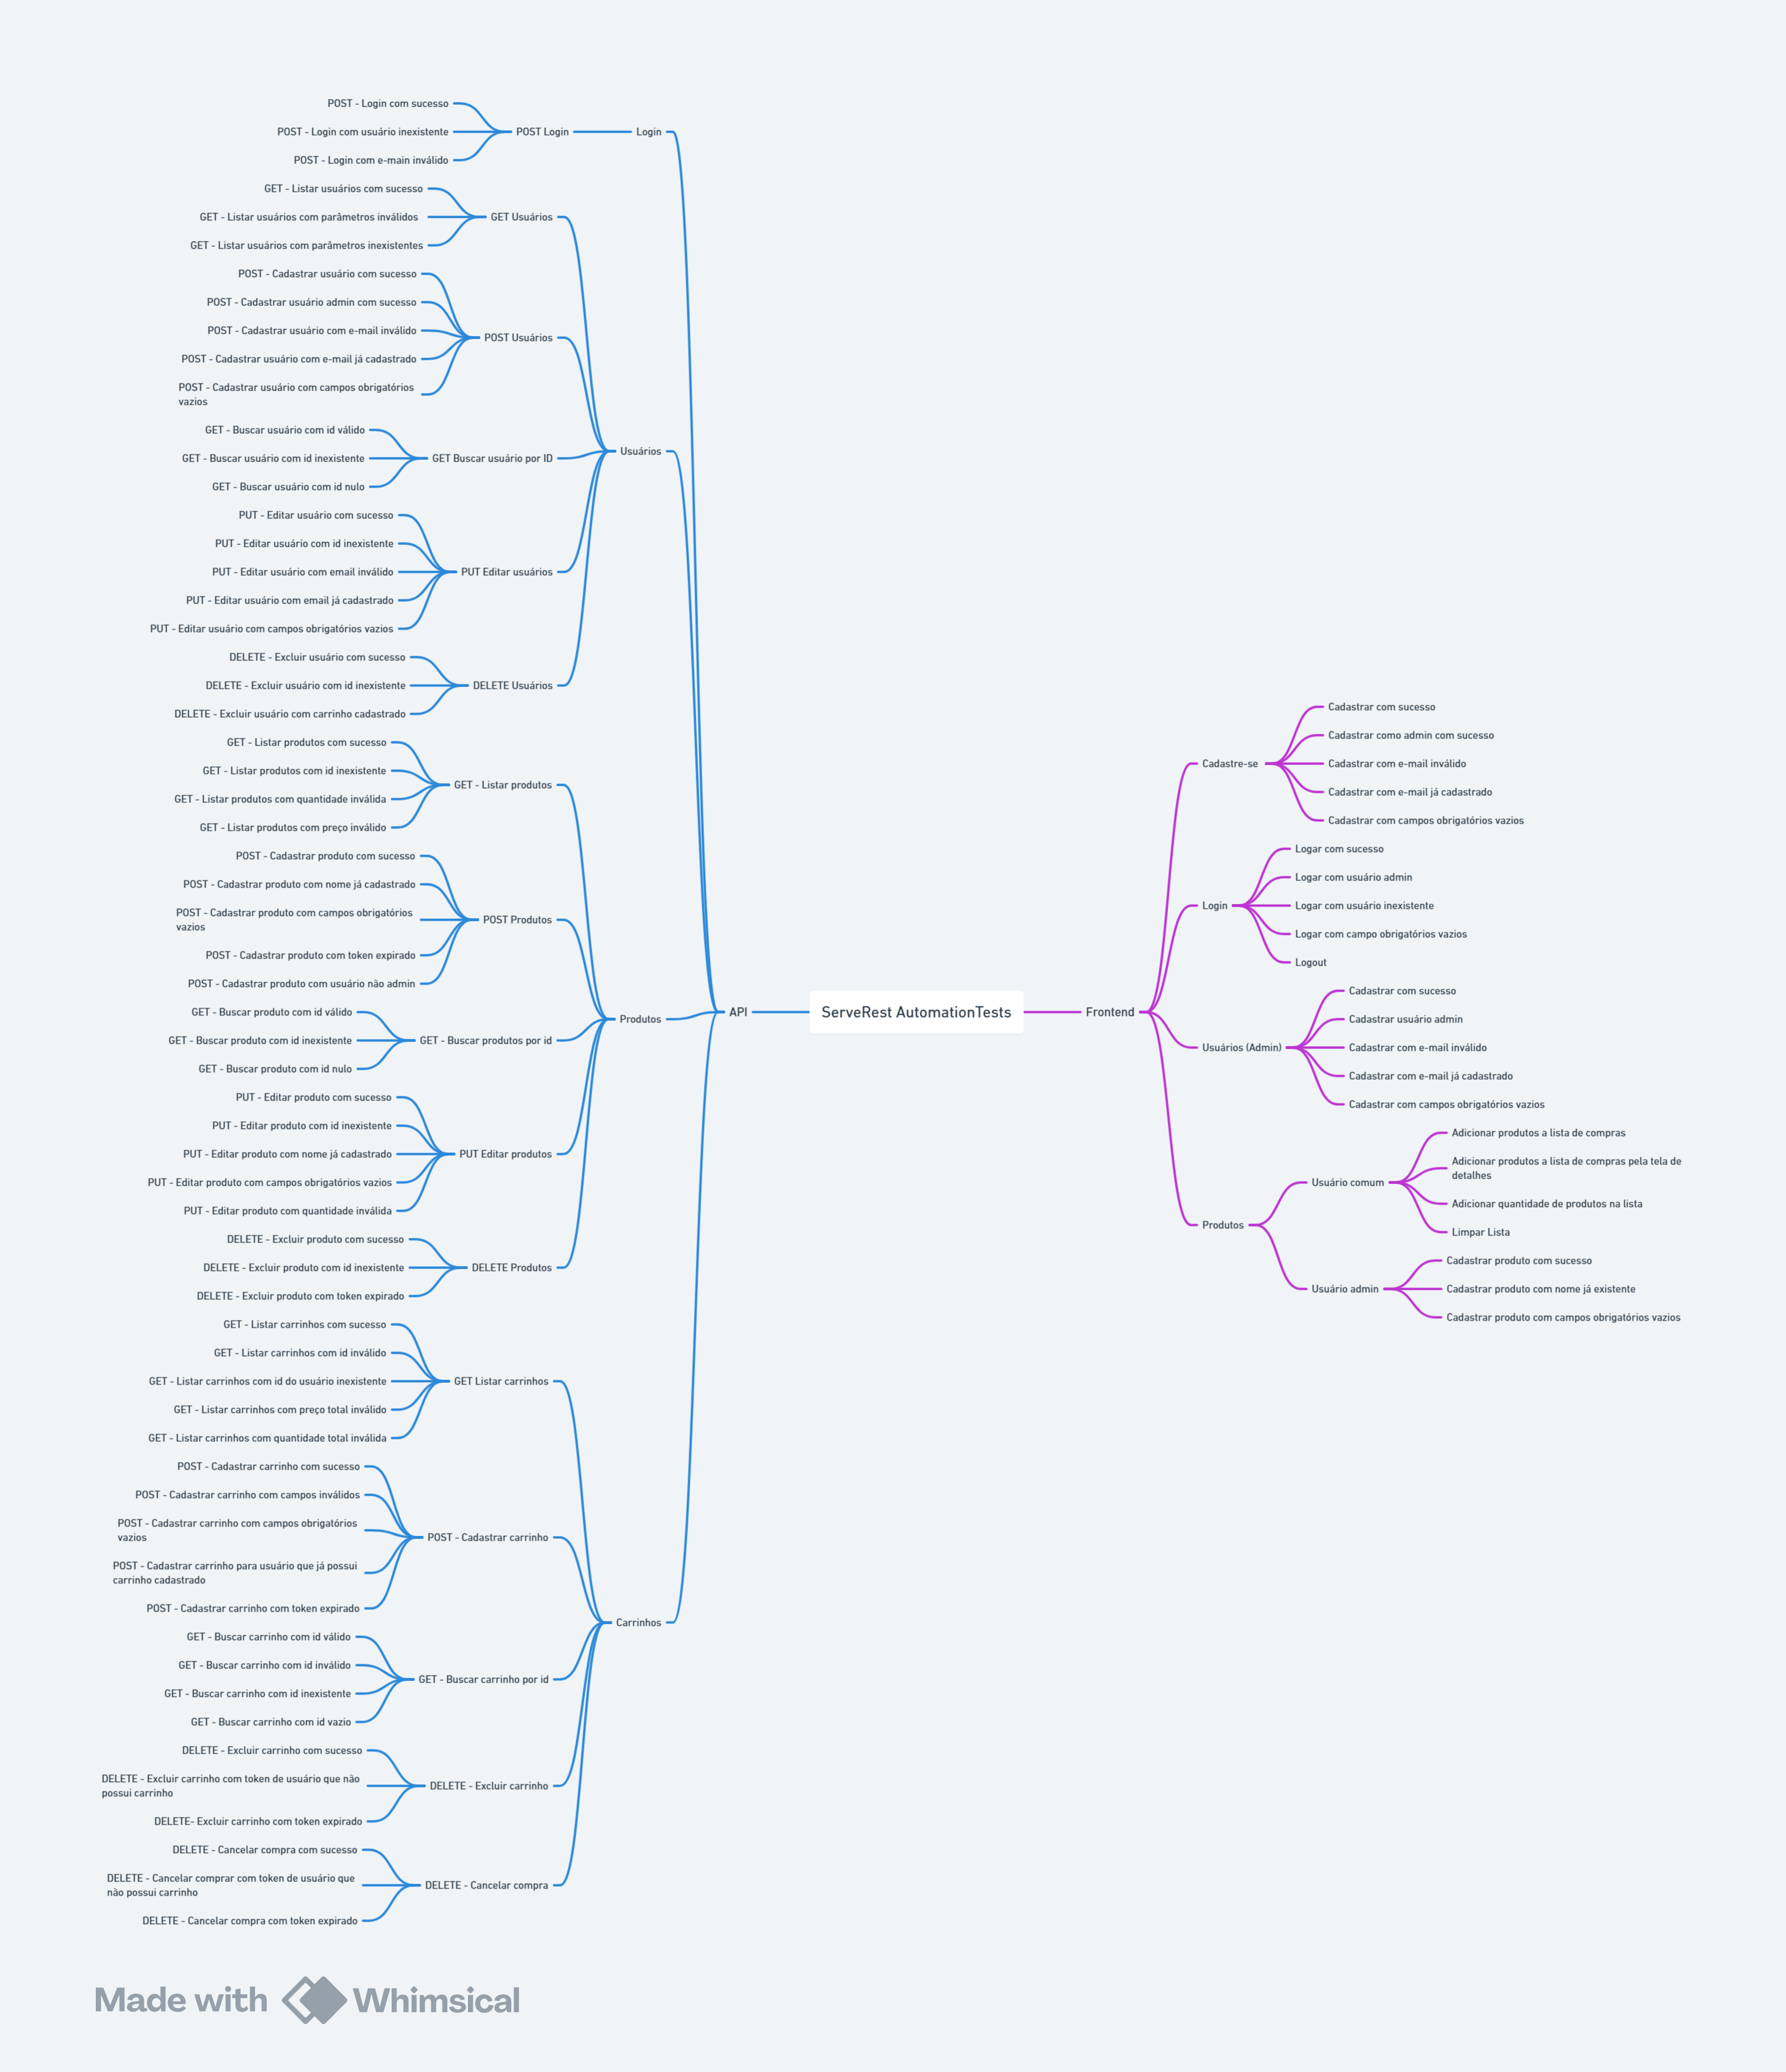 POST - Login com sucesso
POST - Login com usuário inexistente
POST - Login com e-main inválido
POST Login
Login
GET - Listar usuários com sucesso
GET - Listar usuários com parâmetros inválidos
GET - Listar usuários com parâmetros inexistentes
GET Usuários
POST - Cadastrar usuário com sucesso
POST - Cadastrar usuário admin com sucesso
POST - Cadastrar usuário com e-mail inválido
POST - Cadastrar usuário com e-mail já cadastrado
POST - Cadastrar usuário com campos obrigatórios
vazios
POST Usuários
GET - Buscar usuário com id válido
GET - Buscar usuário com id inexistente
GET - Buscar usuário com id nulo
GET Buscar usuário por ID
Usuários
PUT - Editar usuário com sucesso
PUT - Editar usuário com id inexistente
PUT - Editar usuário com email inválido
PUT - Editar usuário com email já cadastrado
PUT - Editar usuário com campos obrigatórios vazios
PUT Editar usuários
DELETE - Excluir usuário com sucesso
DELETE - Excluir usuário com id inexistente
DELETE - Excluir usuário com carrinho cadastrado
DELETE Usuários
GET - Listar produtos com sucesso
GET - Listar produtos com id inexistente
GET - Listar produtos com quantidade inválida
GET - Listar produtos com preço inválido
GET - Listar produtos
POST - Cadastrar produto com sucesso
POST - Cadastrar produto com nome já cadastrado
POST - Cadastrar produto com campos obrigatórios
vazios
POST - Cadastrar produto com token expirado
POST - Cadastrar produto com usuário não admin
POST Produtos
GET - Buscar produto com id válido
GET - Buscar produto com id inexistente
GET - Buscar produto com id nulo
GET - Buscar produtos por id
Produtos
PUT - Editar produto com sucesso
PUT - Editar produto com id inexistente
PUT - Editar produto com nome já cadastrado
PUT - Editar produto com campos obrigatórios vazios
PUT - Editar produto com quantidade inválida
PUT Editar produtos
DELETE - Excluir produto com sucesso
DELETE - Excluir produto com id inexistente
DELETE - Excluir produto com token expirado
DELETE Produtos
GET - Listar carrinhos com sucesso
GET - Listar carrinhos com id inválido
GET - Listar carrinhos com id do usuário inexistente
GET - Listar carrinhos com preço total inválido
GET - Listar carrinhos com quantidade total inválida
GET Listar carrinhos
POST - Cadastrar carrinho com sucesso
POST - Cadastrar carrinho com campos inválidos
POST - Cadastrar carrinho com campos obrigatórios
vazios
POST - Cadastrar carrinho para usuário que já possui
carrinho cadastrado
POST - Cadastrar carrinho com token expirado
POST - Cadastrar carrinho
Carrinhos
GET - Buscar carrinho com id válido
GET - Buscar carrinho com id inválido
GET - Buscar carrinho com id inexistente
GET - Buscar carrinho com id vazio
GET - Buscar carrinho por id
DELETE - Excluir carrinho com sucesso
DELETE - Excluir carrinho com token de usuário que não
possui carrinho
DELETE- Excluir carrinho com token expirado
DELETE - Excluir carrinho
DELETE - Cancelar compra com sucesso
DELETE - Cancelar comprar com token de usuário que
não possui carrinho
DELETE - Cancelar compra com token expirado
DELETE - Cancelar compra
API
ServeRest AutomationTests
Frontend
Cadastre-se
Cadastrar com sucesso
Cadastrar como admin com sucesso
Cadastrar com e-mail inválido
Cadastrar com e-mail já cadastrado
Cadastrar com campos obrigatórios vazios
Login
Logar com sucesso
Logar com usuário admin
Logar com usuário inexistente
Logar com campo obrigatórios vazios
Logout
Usuários (Admin)
Cadastrar com sucesso
Cadastrar usuário admin
Cadastrar com e-mail inválido
Cadastrar com e-mail já cadastrado
Cadastrar com campos obrigatórios vazios
Produtos
Usuário comum
Adicionar produtos a lista de compras
Adicionar produtos a lista de compras pela tela de
detalhes
Adicionar quantidade de produtos na lista
Limpar Lista
Usuário admin
Cadastrar produto com sucesso
Cadastrar produto com nome já existente
Cadastrar produto com campos obrigatórios vazios
Made with Whimsical